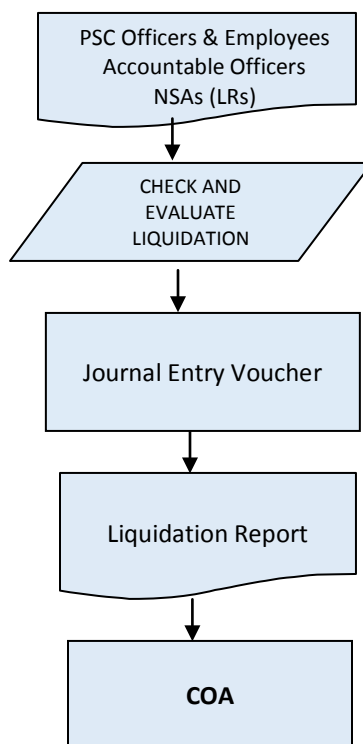 PSC Officers & Employees
Accountable Officers
NSAs (LRs)
CHECK AND
EVALUATE
LIQUIDATION
Journal Entry Voucher
Liquidation Report
COA